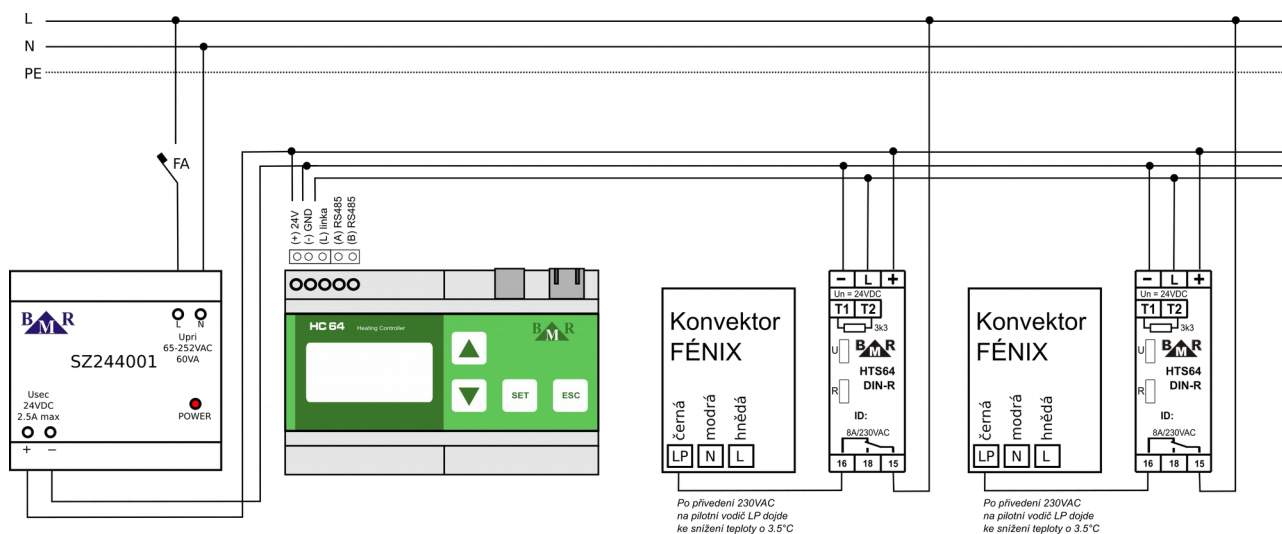 L
N
PE
FA
(+) 24V
(-) GND
(L) linka
(A) RS485
(B) RS485
BMR
L N
Upri
65-252VAC
60VA
SZ244001
Usec
24VDC
2.5A max
POWER
+ −
HC 64 Heating Controller
BMR
SET
ESC
Konvektor
FÉNIX
černá
modrá
hnědá
LP N L
Po přivedení 230VAC
na pilotní vodič LP dojde
ke snížení teploty o 3.5°C
− L +
Un = 24VDC
T1 T2
3k3
U
BMR
HTS64
DIN-R
R
ID:
8A/230VAC
16 18 15
Konvektor
FÉNIX
černá
modrá
hnědá
LP N L
Po přivedení 230VAC
na pilotní vodič LP dojde
ke snížení teploty o 3.5°C
− L +
Un = 24VDC
T1 T2
3k3
U
BMR
HTS64
DIN-R
R
ID:
8A/230VAC
16 18 15